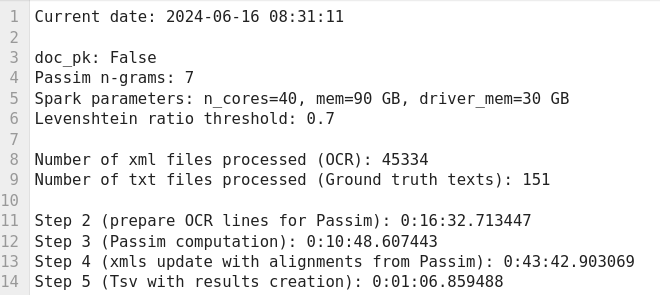 1 Current date: 2024-06-16 08:31:11
2
3 doc_pk: False
4 Passim n-grams: 7
5 Spark parameters: n_cores=40, mem=90 GB, driver_mem=30 GB
6 Levenshtein ratio threshold: 0.7
7
8 Number of xml files processed (OCR): 45334
9 Number of txt files processed (Ground truth texts): 151
10
11 Step 2 (prepare OCR lines for Passim): 0:16:32.713447
12 Step 3 (Passim computation): 0:10:48.607443
13 Step 4 (xmls update with alignments from Passim): 0:43:42.903069
14 Step 5 (Tsv with results creation): 0:01:06.859488